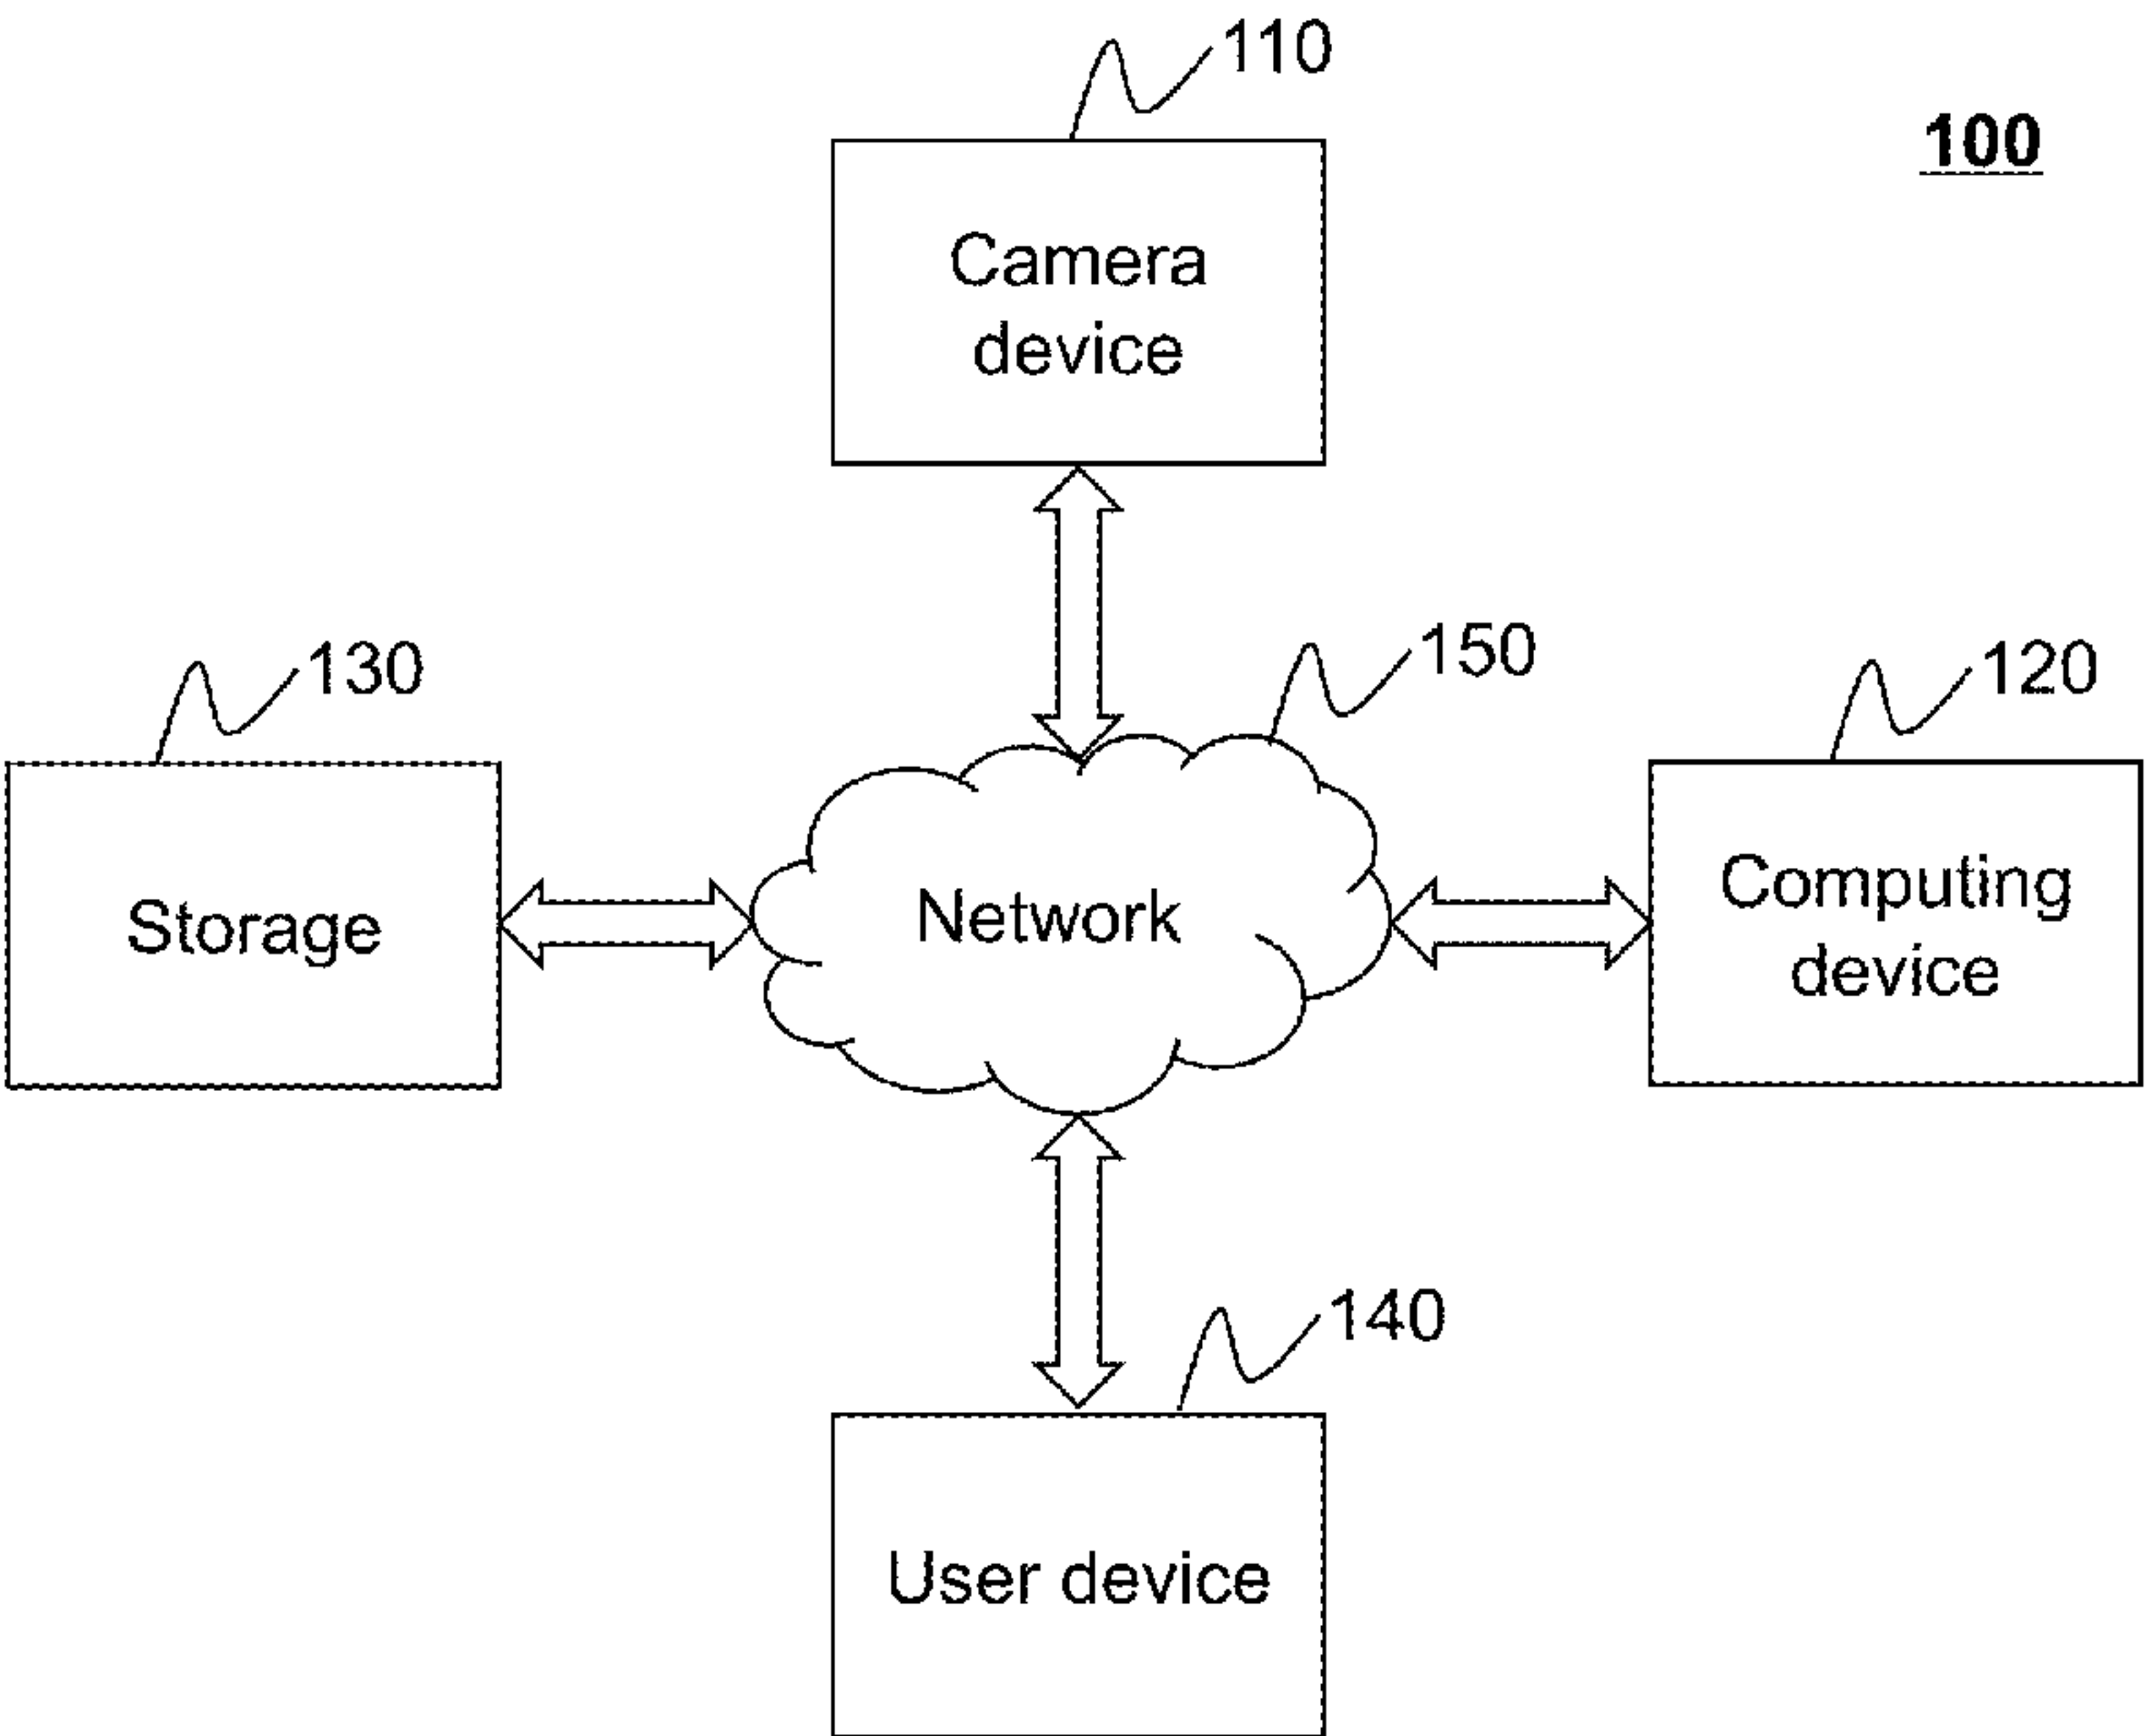 110
100
Camera
device
130
150
120
Storage
Network
Computing
device
140
User device